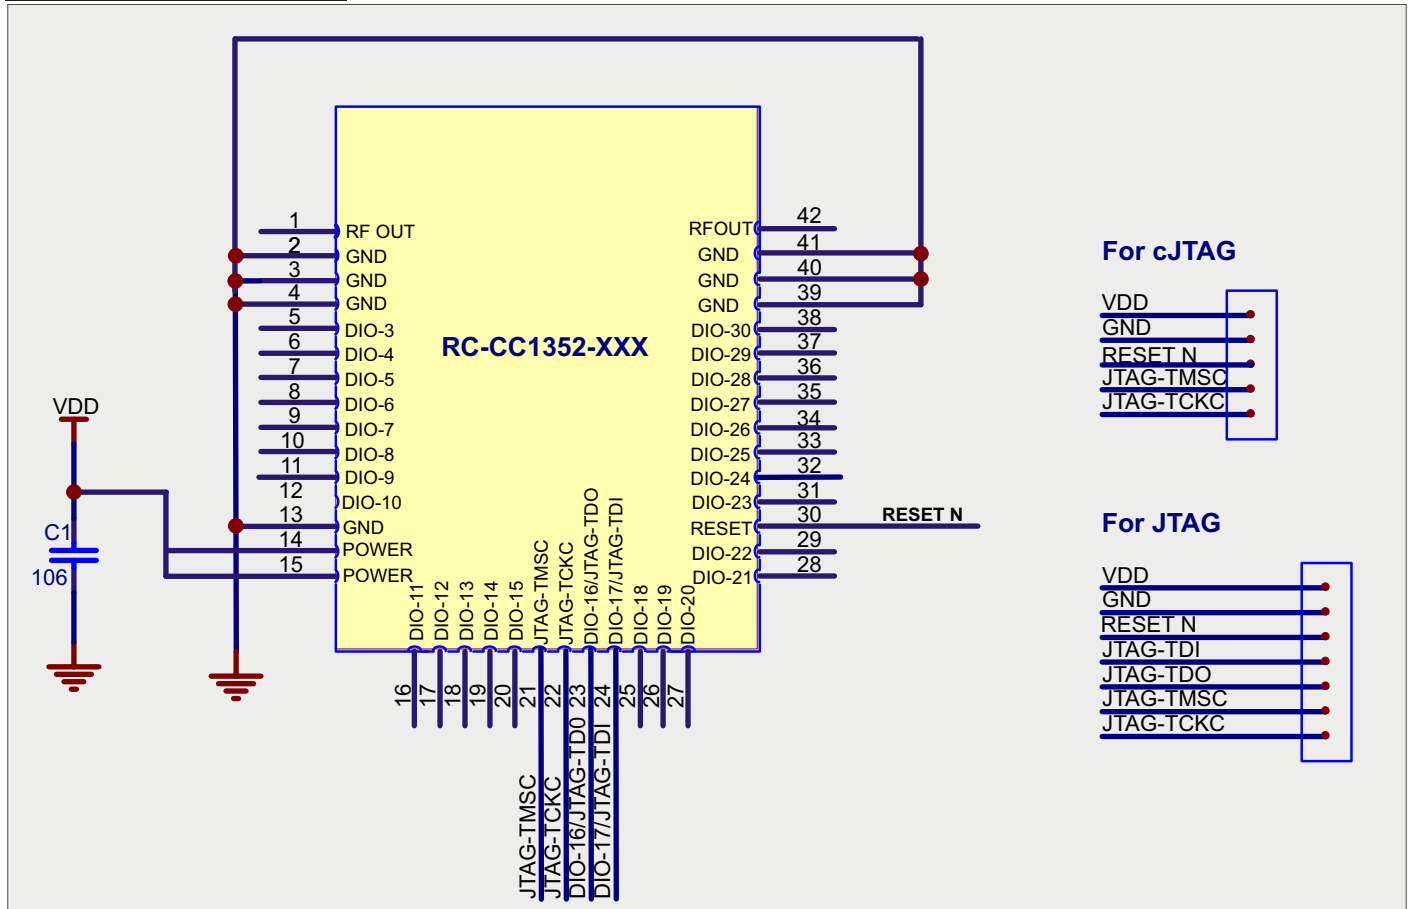 RC-CC1352-XXX
1 RF OUT
2 GND
3 GND
4 GND
5 DIO-3
6 DIO-4
7 DIO-5
8 DIO-6
9 DIO-7
10 DIO-8
11 DIO-9
12 DIO-10
13 GND
14 POWER
15 POWER
VDD
C1
106
RFOUT 42
GND 41
GND 40
GND 39
DIO-30 38
DIO-29 37
DIO-28 36
DIO-27 35
DIO-26 34
DIO-25 33
DIO-24 32
DIO-23 31
RESET 30 RESET N
DIO-22 29
DIO-21 28
DIO-11 16
DIO-12 17
DIO-13 18
DIO-14 19
DIO-15 20
JTAG-TMSC 21 JTAG-TMSC
JTAG-TCKC 22 JTAG-TCKC
DIO-16/JTAG-TDO 23 DIO-16/JTAG-TD0
DIO-17/JTAG-TDI 24 DIO-17/JTAG-TDI
DIO-18 25
DIO-19 26
DIO-20 27
For cJTAG
VDD
GND
RESET N
JTAG-TMSC
JTAG-TCKC
For JTAG
VDD
GND
RESET N
JTAG-TDI
JTAG-TDO
JTAG-TMSC
JTAG-TCKC